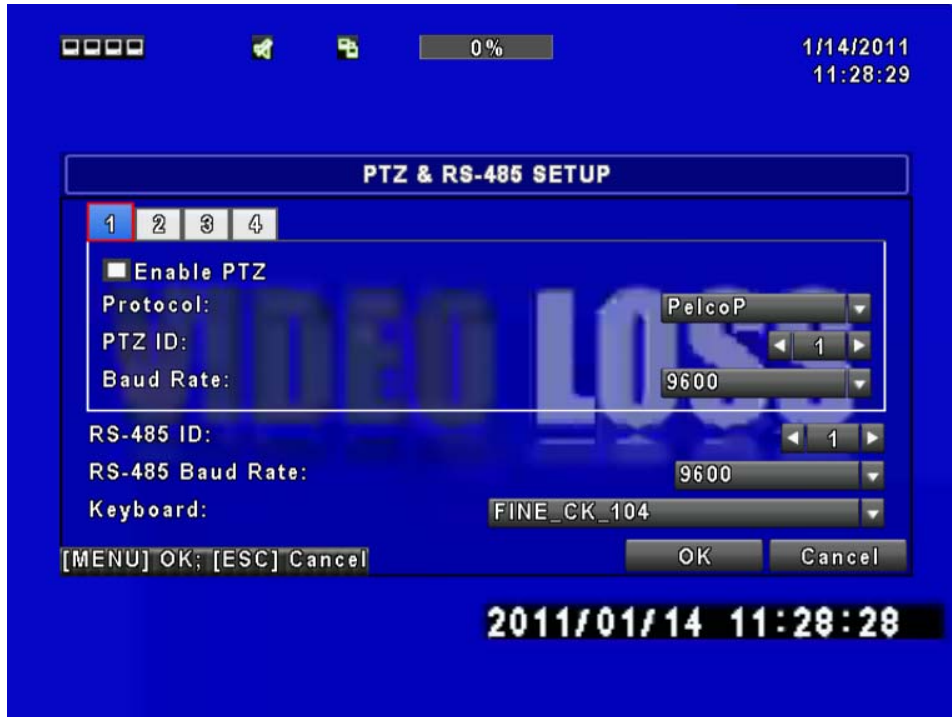 0%
1/14/2011
11:28:29
PTZ & RS-485 SETUP
1 2 3 4
Enable PTZ
Protocol: PelcoP
PTZ ID: 1
Baud Rate: 9600
VIDEO LOSS
RS-485 ID: 1
RS-485 Baud Rate: 9600
Keyboard: FINE_CK_104
[MENU] OK; [ESC] Cancel OK Cancel
2011/01/14 11:28:28